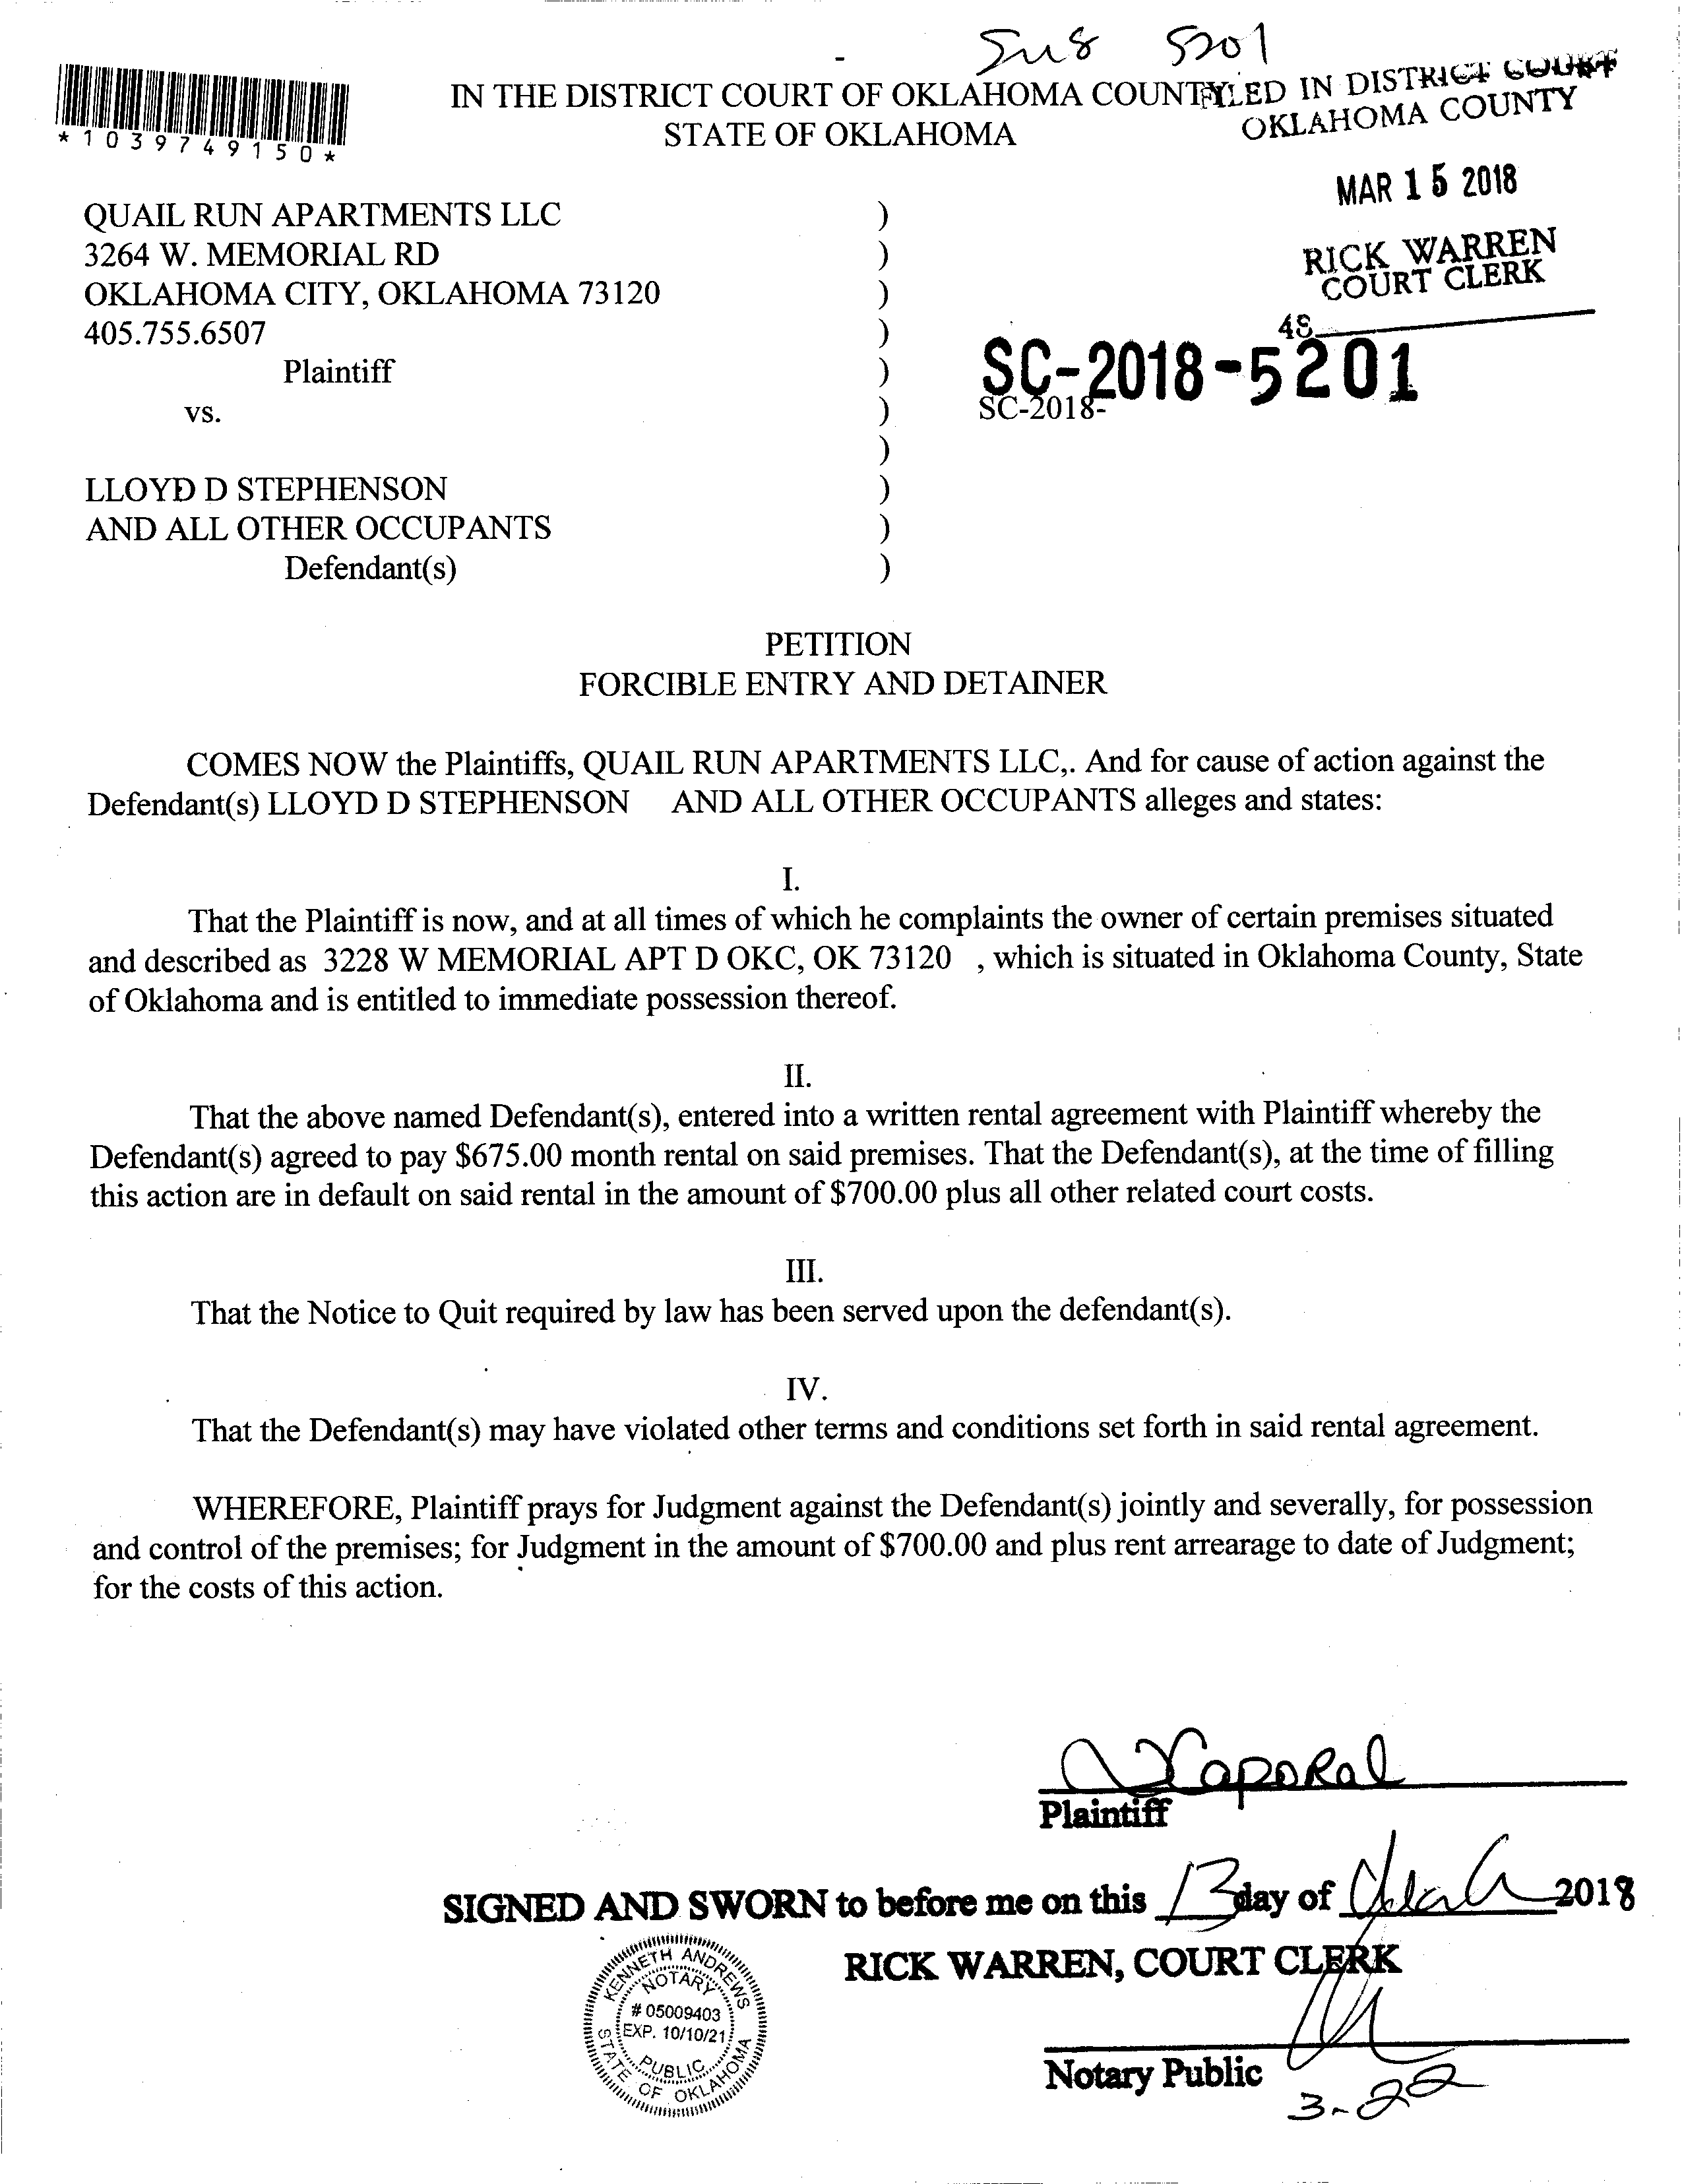 5201
*1039749150*
IN THE DISTRICT COURT OF OKLAHOMA COUNTY
STATE OF OKLAHOMA
FILED IN DISTRICT COURT
OKLAHOMA COUNTY
MAR 15 2018
RICK WARREN
COURT CLERK
48
SC-2018-5201
SC-2018-
QUAIL RUN APARTMENTS LLC )
3264 W. MEMORIAL RD )
OKLAHOMA CITY, OKLAHOMA 73120 )
405.755.6507 )
Plaintiff )
vs. )
)
LLOYD D STEPHENSON )
AND ALL OTHER OCCUPANTS )
Defendant(s) )
PETITION
FORCIBLE ENTRY AND DETAINER
COMES NOW the Plaintiffs, QUAIL RUN APARTMENTS LLC,. And for cause of action against the
Defendant(s) LLOYD D STEPHENSON AND ALL OTHER OCCUPANTS alleges and states:
I.
That the Plaintiff is now, and at all times of which he complaints the owner of certain premises situated
and described as 3228 W MEMORIAL APT D OKC, OK 73120 , which is situated in Oklahoma County, State
of Oklahoma and is entitled to immediate possession thereof.
II.
That the above named Defendant(s), entered into a written rental agreement with Plaintiff whereby the
Defendant(s) agreed to pay $675.00 month rental on said premises. That the Defendant(s), at the time of filling
this action are in default on said rental in the amount of $700.00 plus all other related court costs.
III.
That the Notice to Quit required by law has been served upon the defendant(s).
IV.
That the Defendant(s) may have violated other terms and conditions set forth in said rental agreement.
WHEREFORE, Plaintiff prays for Judgment against the Defendant(s) jointly and severally, for possession
and control of the premises; for Judgment in the amount of $700.00 and plus rent arrearage to date of Judgment;
for the costs of this action.
Caporal
Plaintiff
SIGNED AND SWORN to before me on this 13 day of March 2018
RICK WARREN, COURT CLERK
KENNETH ANDREWS
NOTARY
# 05009403
EXP. 10/10/21
PUBLIC
STATE OF OKLAHOMA
Notary Public
3-22